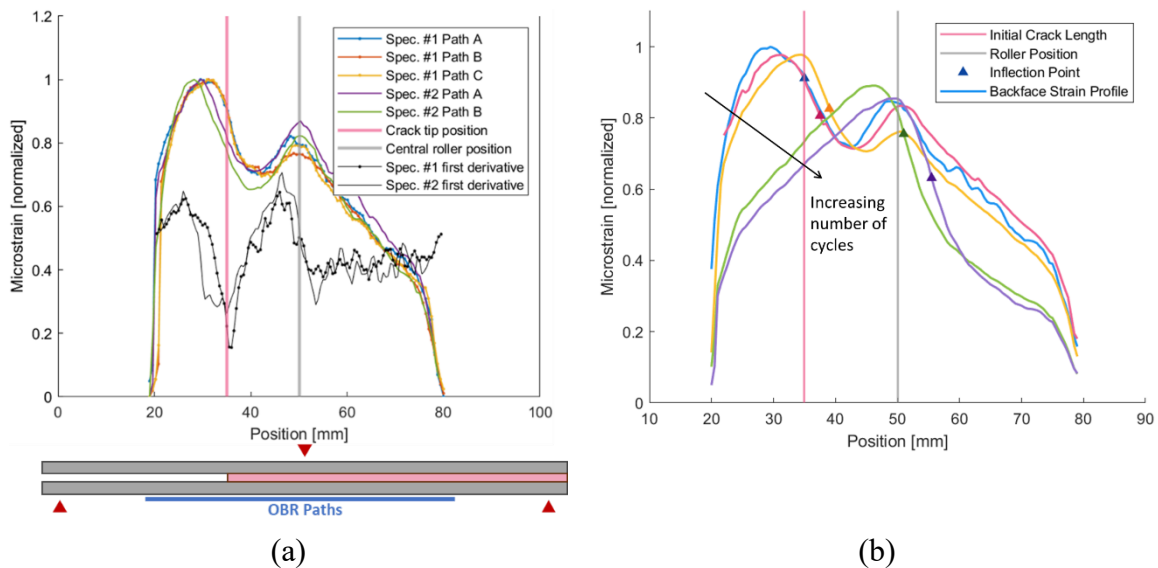 1.2
1
0.8
0.6
0.4
0.2
0
0
20
40
60
80
100
Microstrain [normalized]
Position [mm]
Spec. #1 Path A
Spec. #1 Path B
Spec. #1 Path C
Spec. #2 Path A
Spec. #2 Path B
Crack tip position
Central roller position
Spec. #1 first derivative
Spec. #2 first derivative
OBR Paths
(a)
1
0.8
0.6
0.4
0.2
0
10
20
30
40
50
60
70
80
90
Microstrain [normalized]
Position [mm]
Initial Crack Length
Roller Position
Inflection Point
Backface Strain Profile
Increasing
number of
cycles
(b)